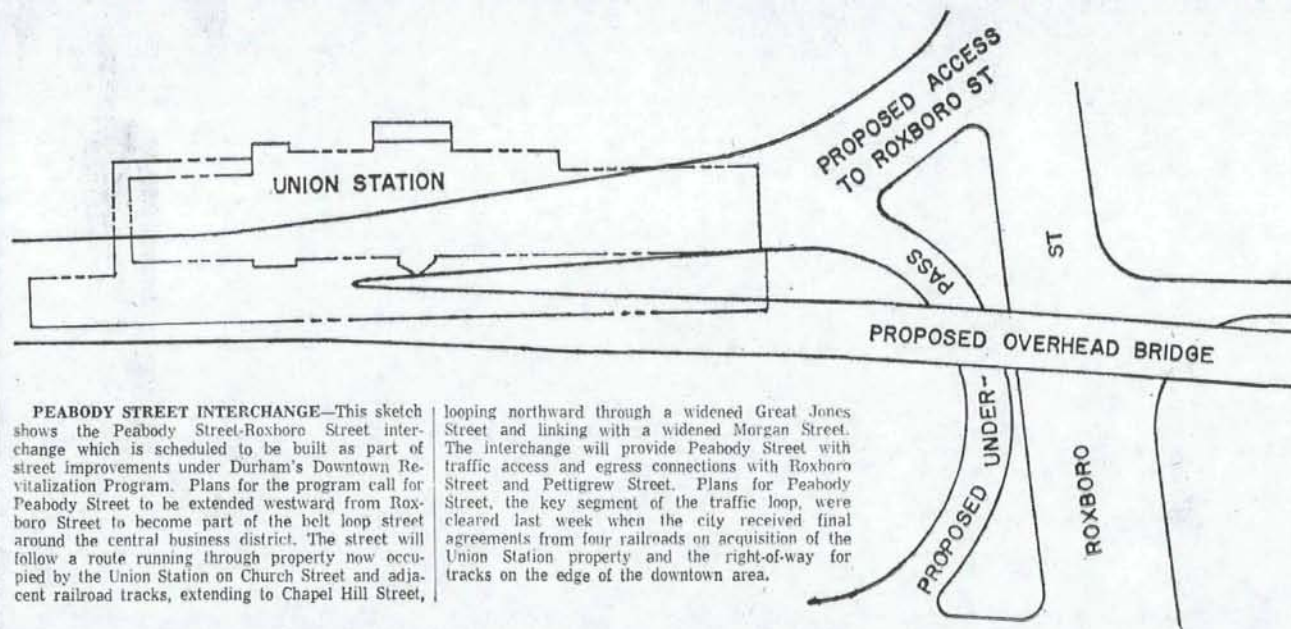 PROPOSED ACCESS
TO ROXBORO ST
UNION STATION
ST
PASS
PROPOSED OVERHEAD BRIDGE
PROPOSED UNDER-
ROXBORO
PEABODY STREET INTERCHANGE—This sketch
shows the Peabody Street-Roxboro Street inter-
change which is scheduled to be built as part of
street improvements under Durham's Downtown Re-
vitalization Program. Plans for the program call for
Peabody Street to be extended westward from Rox-
boro Street to become part of the belt loop street
around the central business district. The street will
follow a route running through property now occu-
pied by the Union Station on Church Street and adja-
cent railroad tracks, extending to Chapel Hill Street,
looping northward through a widened Great Jones
Street and linking with a widened Morgan Street.
The interchange will provide Peabody Street with
traffic access and egress connections with Roxboro
Street and Pettigrew Street. Plans for Peabody
Street, the key segment of the traffic loop, were
cleared last week when the city received final
agreements from four railroads on acquisition of the
Union Station property and the right-of-way for
tracks on the edge of the downtown area.